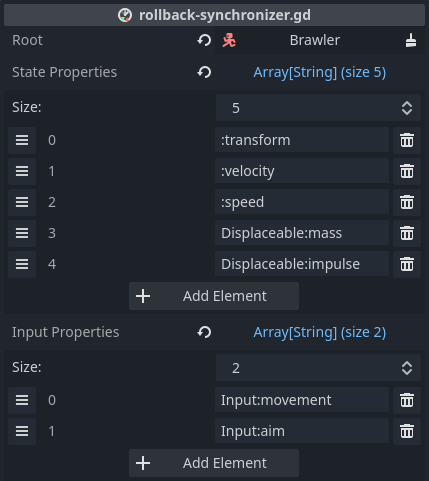 rollback-synchronizer.gd
Root Brawler
State Properties Array[String] (size 5)
Size: 5
0 :transform
1 :velocity
2 :speed
3 Displaceable:mass
4 Displaceable:impulse
Add Element
Input Properties Array[String] (size 2)
Size: 2
0 Input:movement
1 Input:aim
Add Element